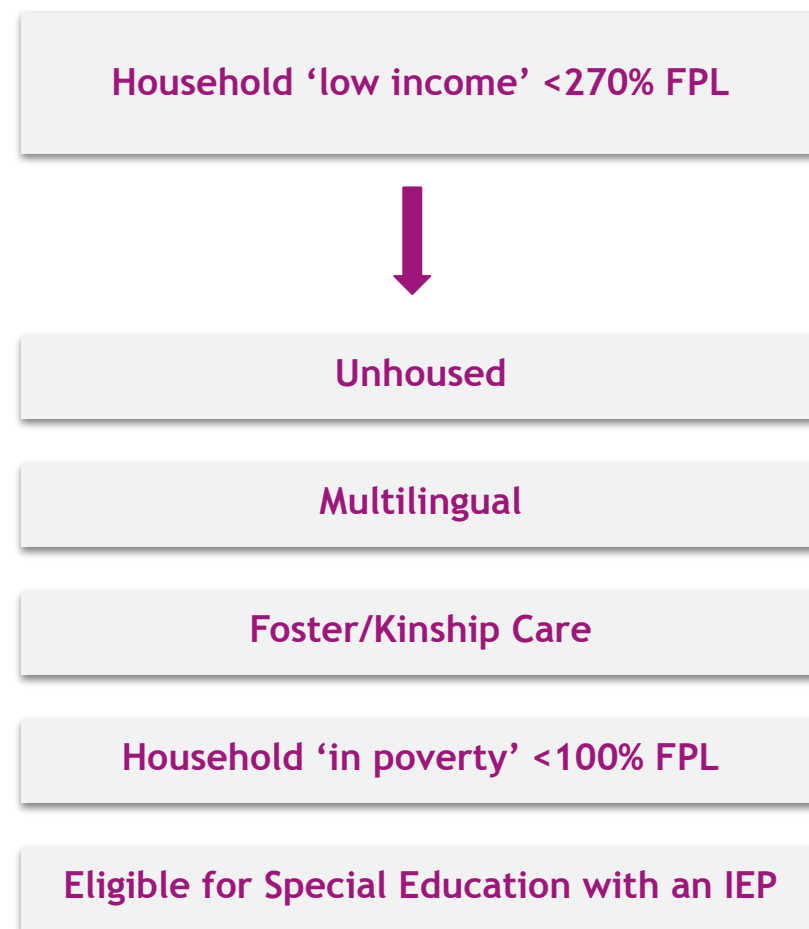 Household ‘low income’ <270% FPL
Unhoused
Multilingual
Foster/Kinship Care
Household ‘in poverty’ <100% FPL
Eligible for Special Education with an IEP